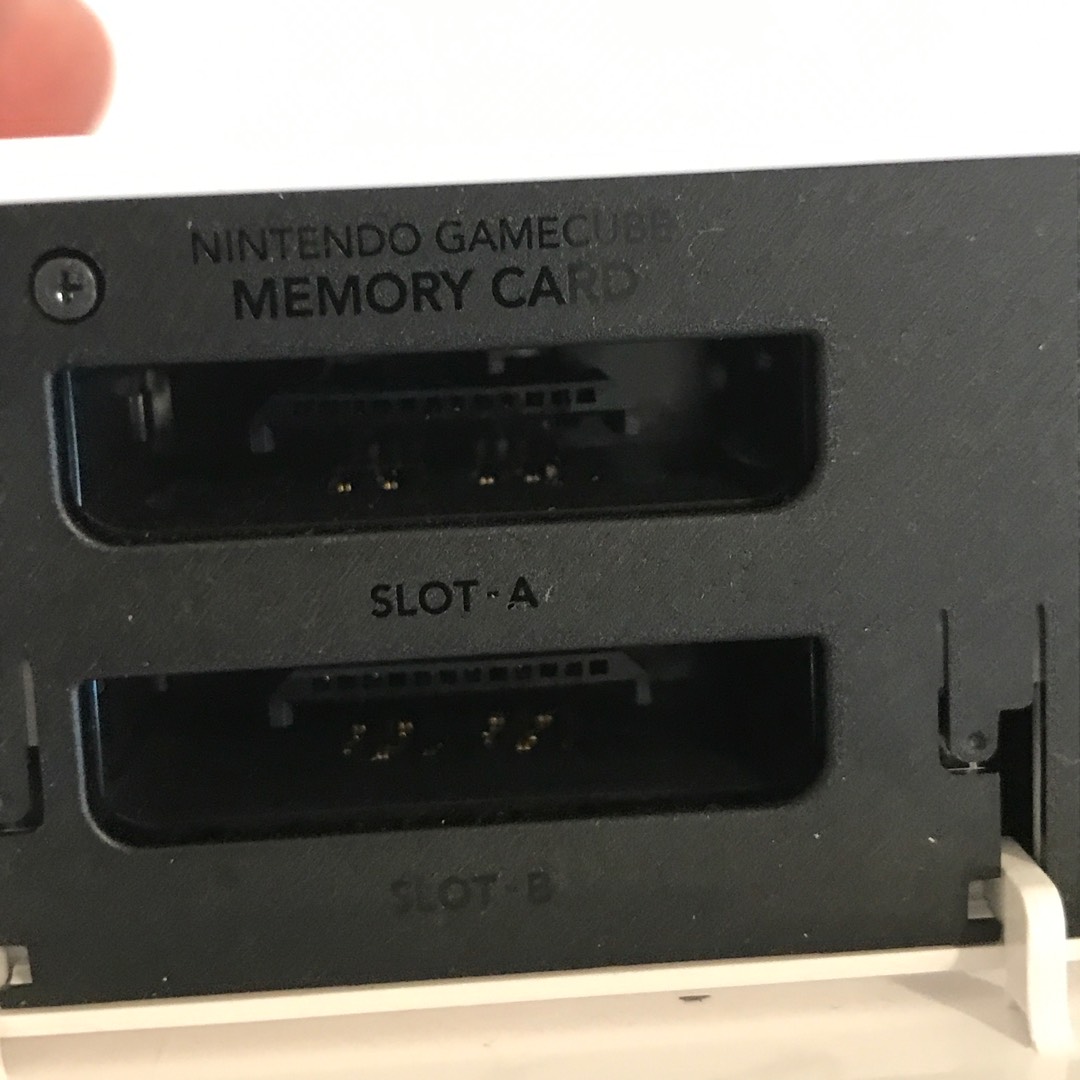 NINTENDO GAMECUBE
MEMORY CARD
SLOT-A
SLOT-B